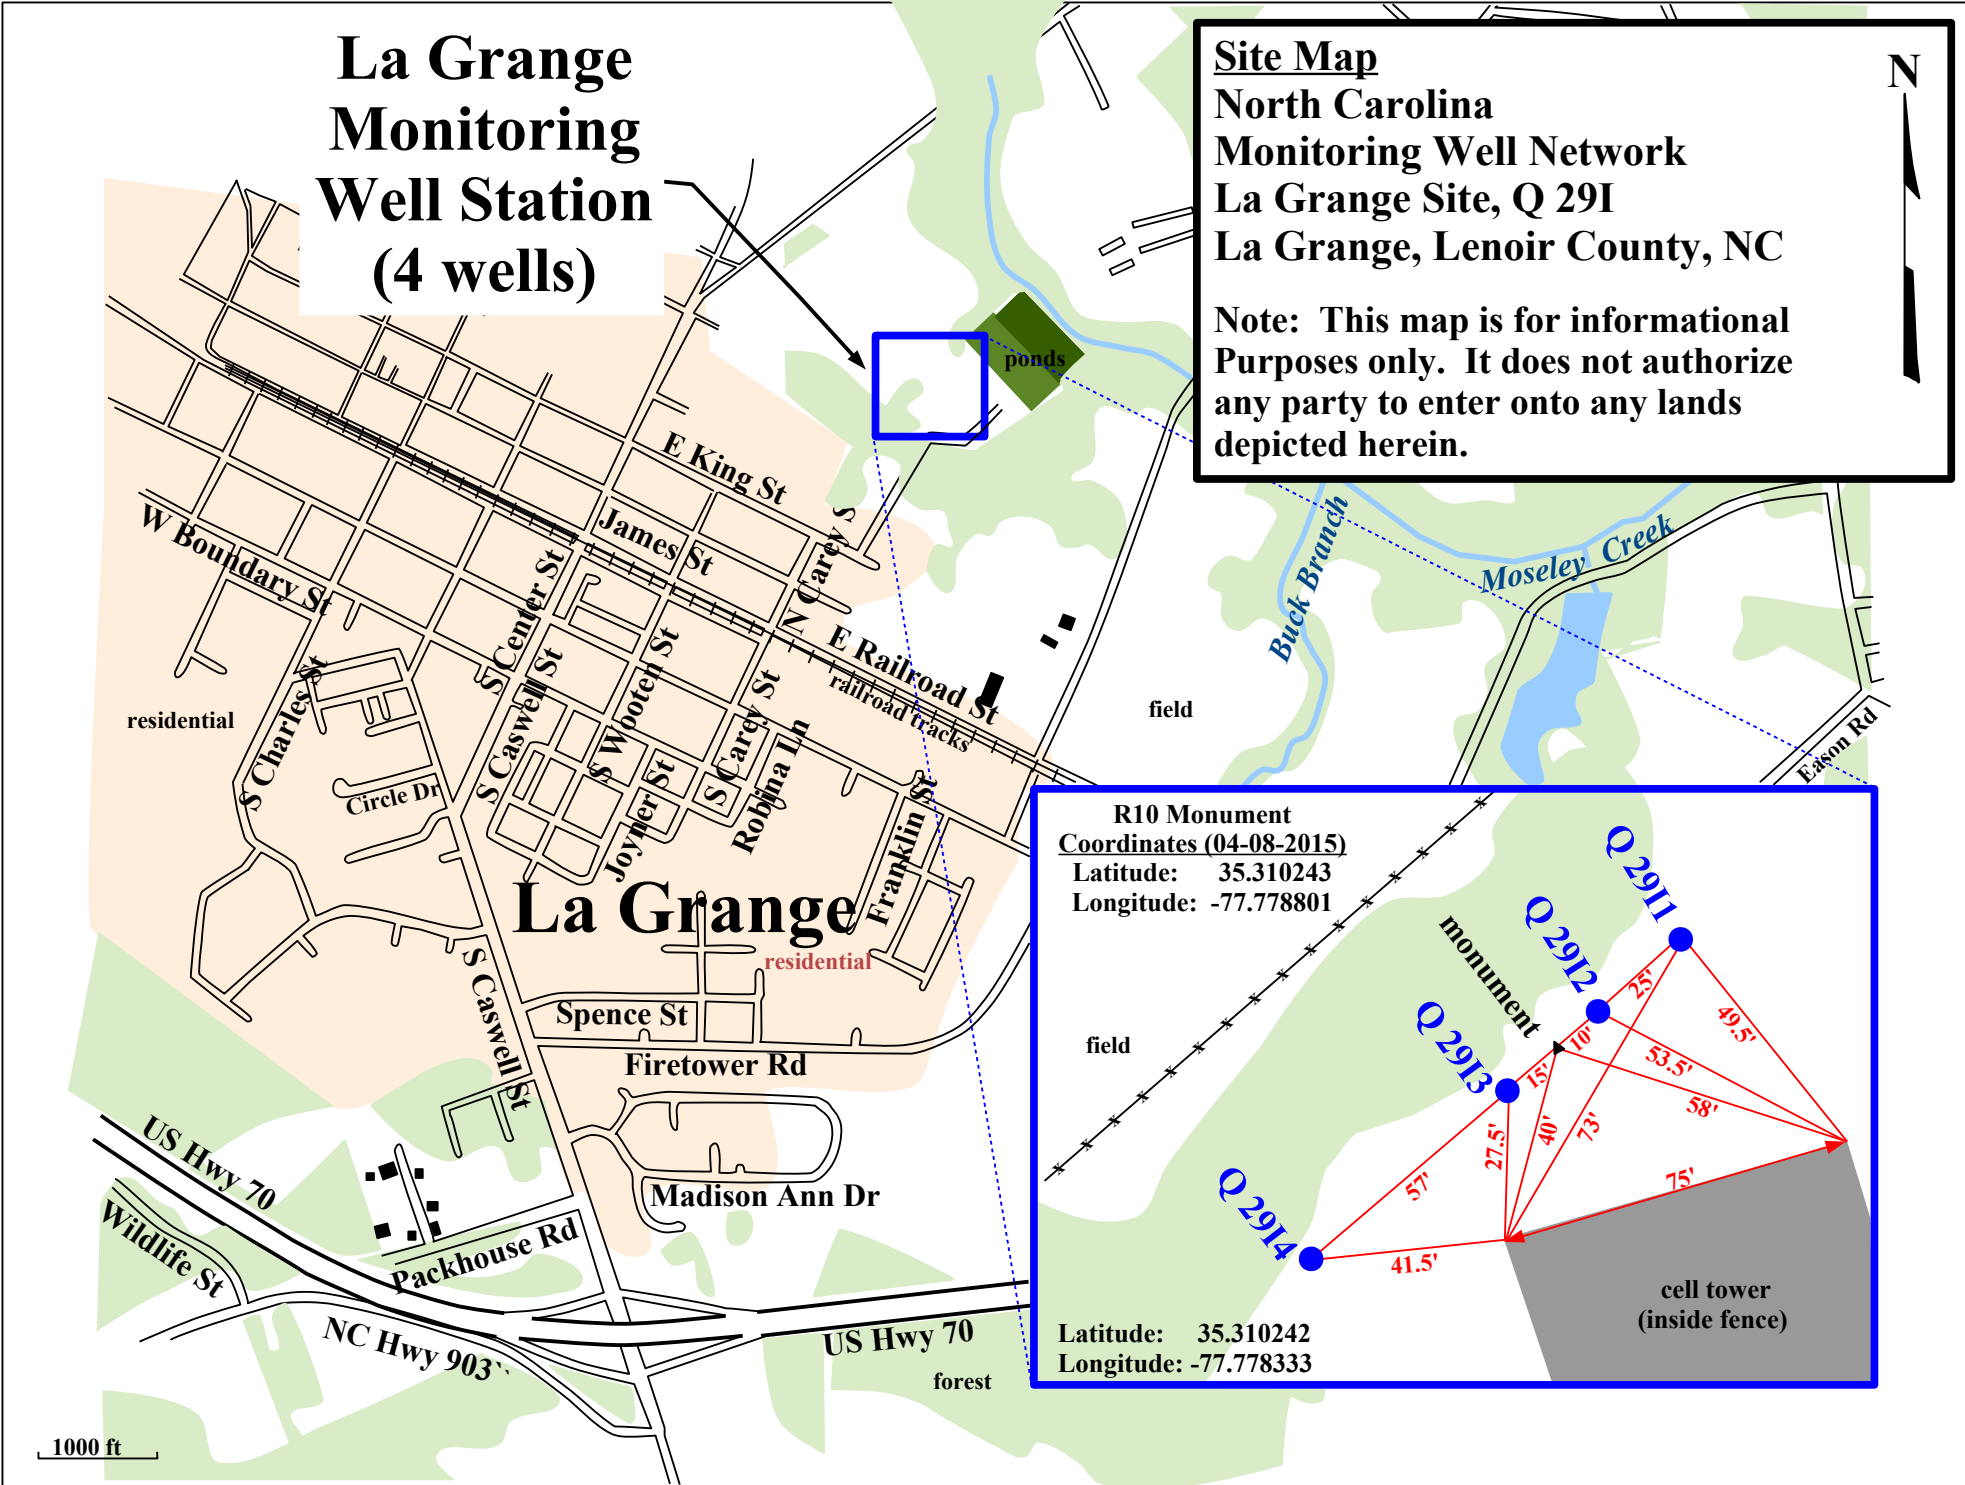 La Grange
Monitoring
Well Station
(4 wells)
Site Map
North Carolina
Monitoring Well Network
La Grange Site, Q 29I
La Grange, Lenoir County, NC
Note: This map is for informational
Purposes only. It does not authorize
any party to enter onto any lands
depicted herein.
N
ponds
E King St
James St
W Boundary St
N Carey S
S Center St
E Railroad St
railroad tracks
S Charles St
S Caswell St
S Wooten St
S Carey St
Robina Ln
Joyner St
Franklin St
Circle Dr
residential
field
Buck Branch
Moseley Creek
Eason Rd
La Grange
residential
S Caswell St
Spence St
Firetower Rd
Madison Ann Dr
US Hwy 70
Wildlife St
Packhouse Rd
NC Hwy 903``
US Hwy 70
forest
1000 ft
R10 Monument
Coordinates (04-08-2015)
Latitude: 35.310243
Longitude: -77.778801
field
monument
Q 29I1
Q 29I2
Q 29I3
Q 29I4
25'
10'
15'
49.5'
53.5'
58'
73'
40'
27.5'
57'
41.5'
75'
cell tower
(inside fence)
Latitude: 35.310242
Longitude: -77.778333